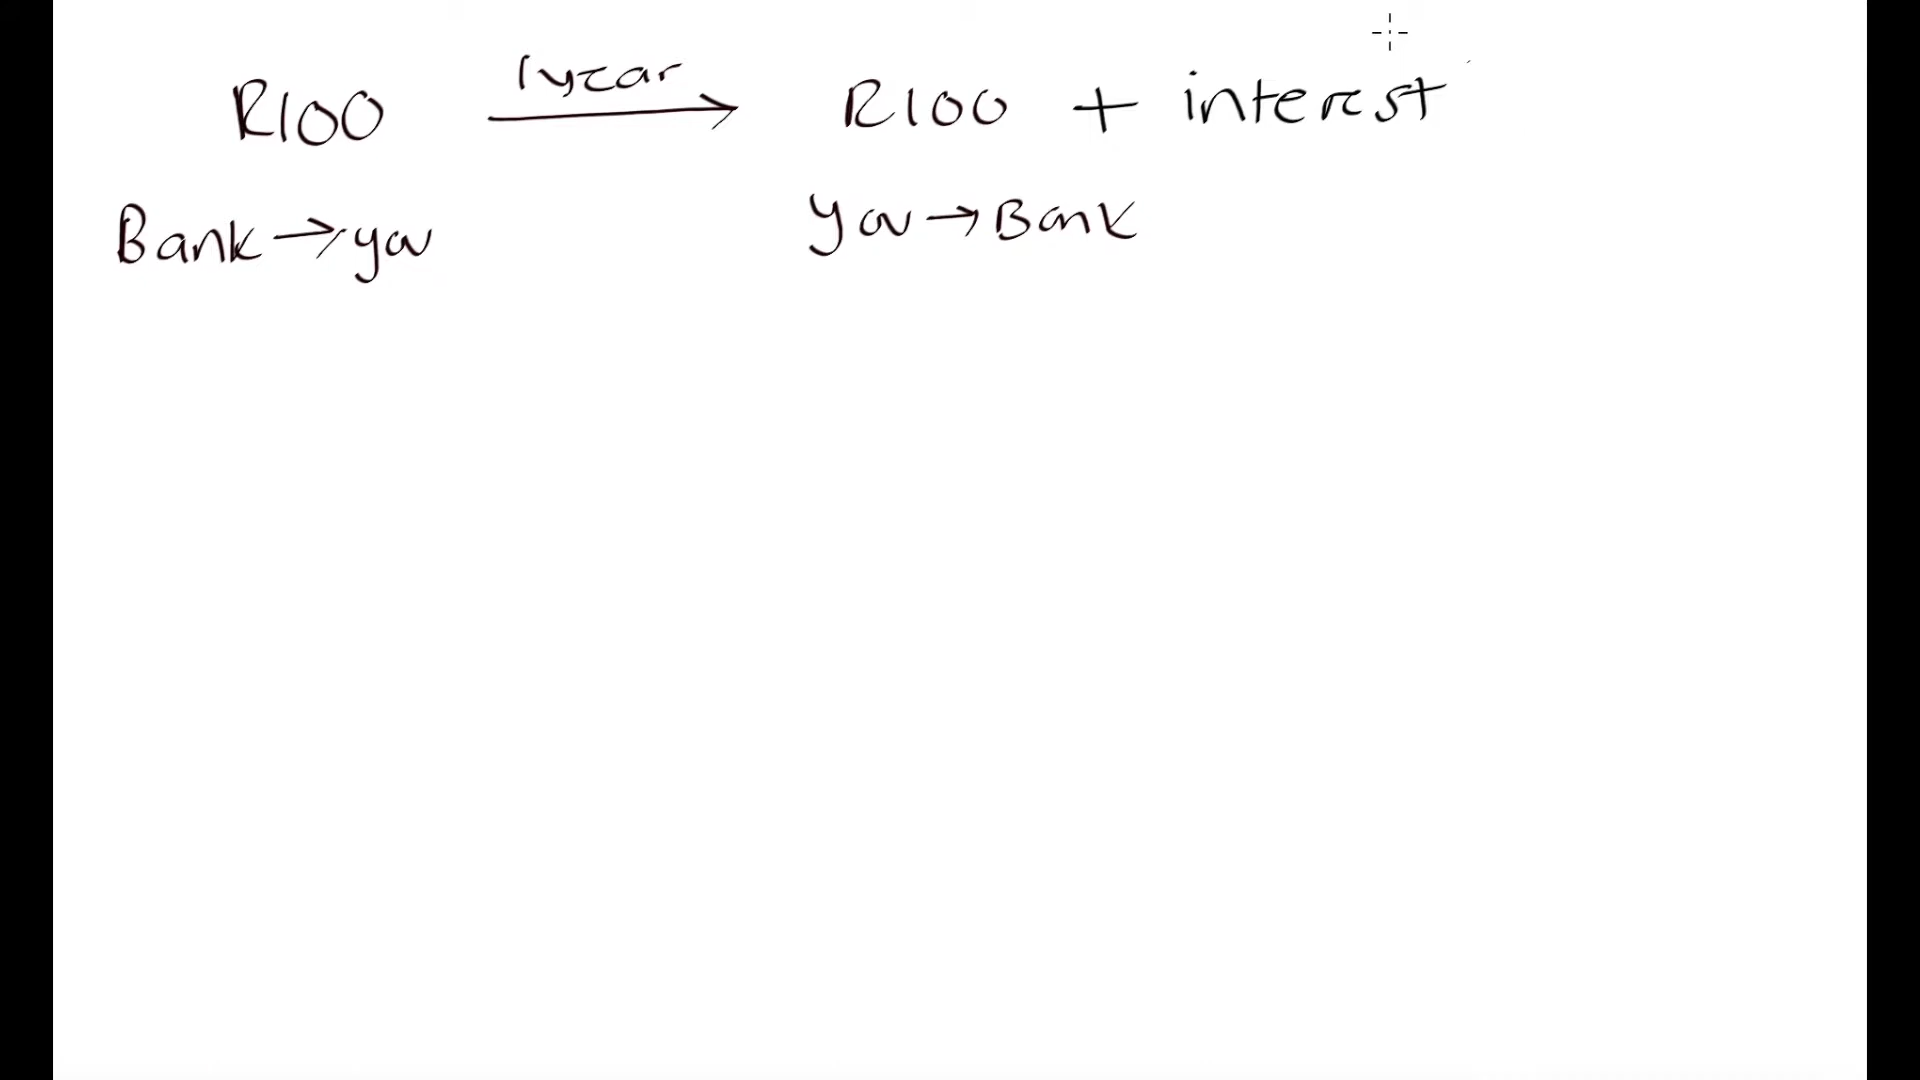 R100 1year → R100 + interest
Bank → you you → Bank